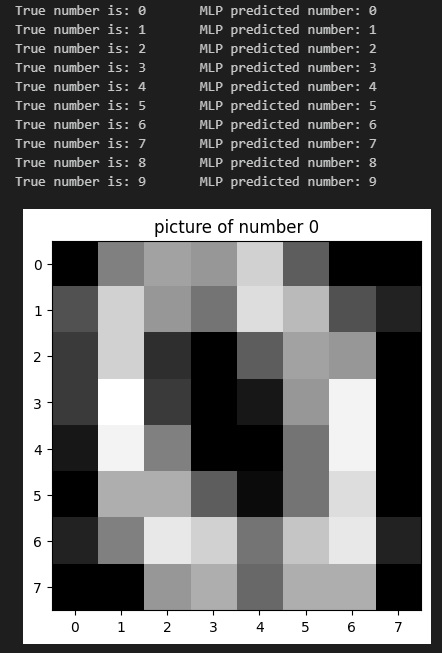 True number is: 0 MLP predicted number: 0
True number is: 1 MLP predicted number: 1
True number is: 2 MLP predicted number: 2
True number is: 3 MLP predicted number: 3
True number is: 4 MLP predicted number: 4
True number is: 5 MLP predicted number: 5
True number is: 6 MLP predicted number: 6
True number is: 7 MLP predicted number: 7
True number is: 8 MLP predicted number: 8
True number is: 9 MLP predicted number: 9
picture of number 0
0
1
2
3
4
5
6
7
0 1 2 3 4 5 6 7